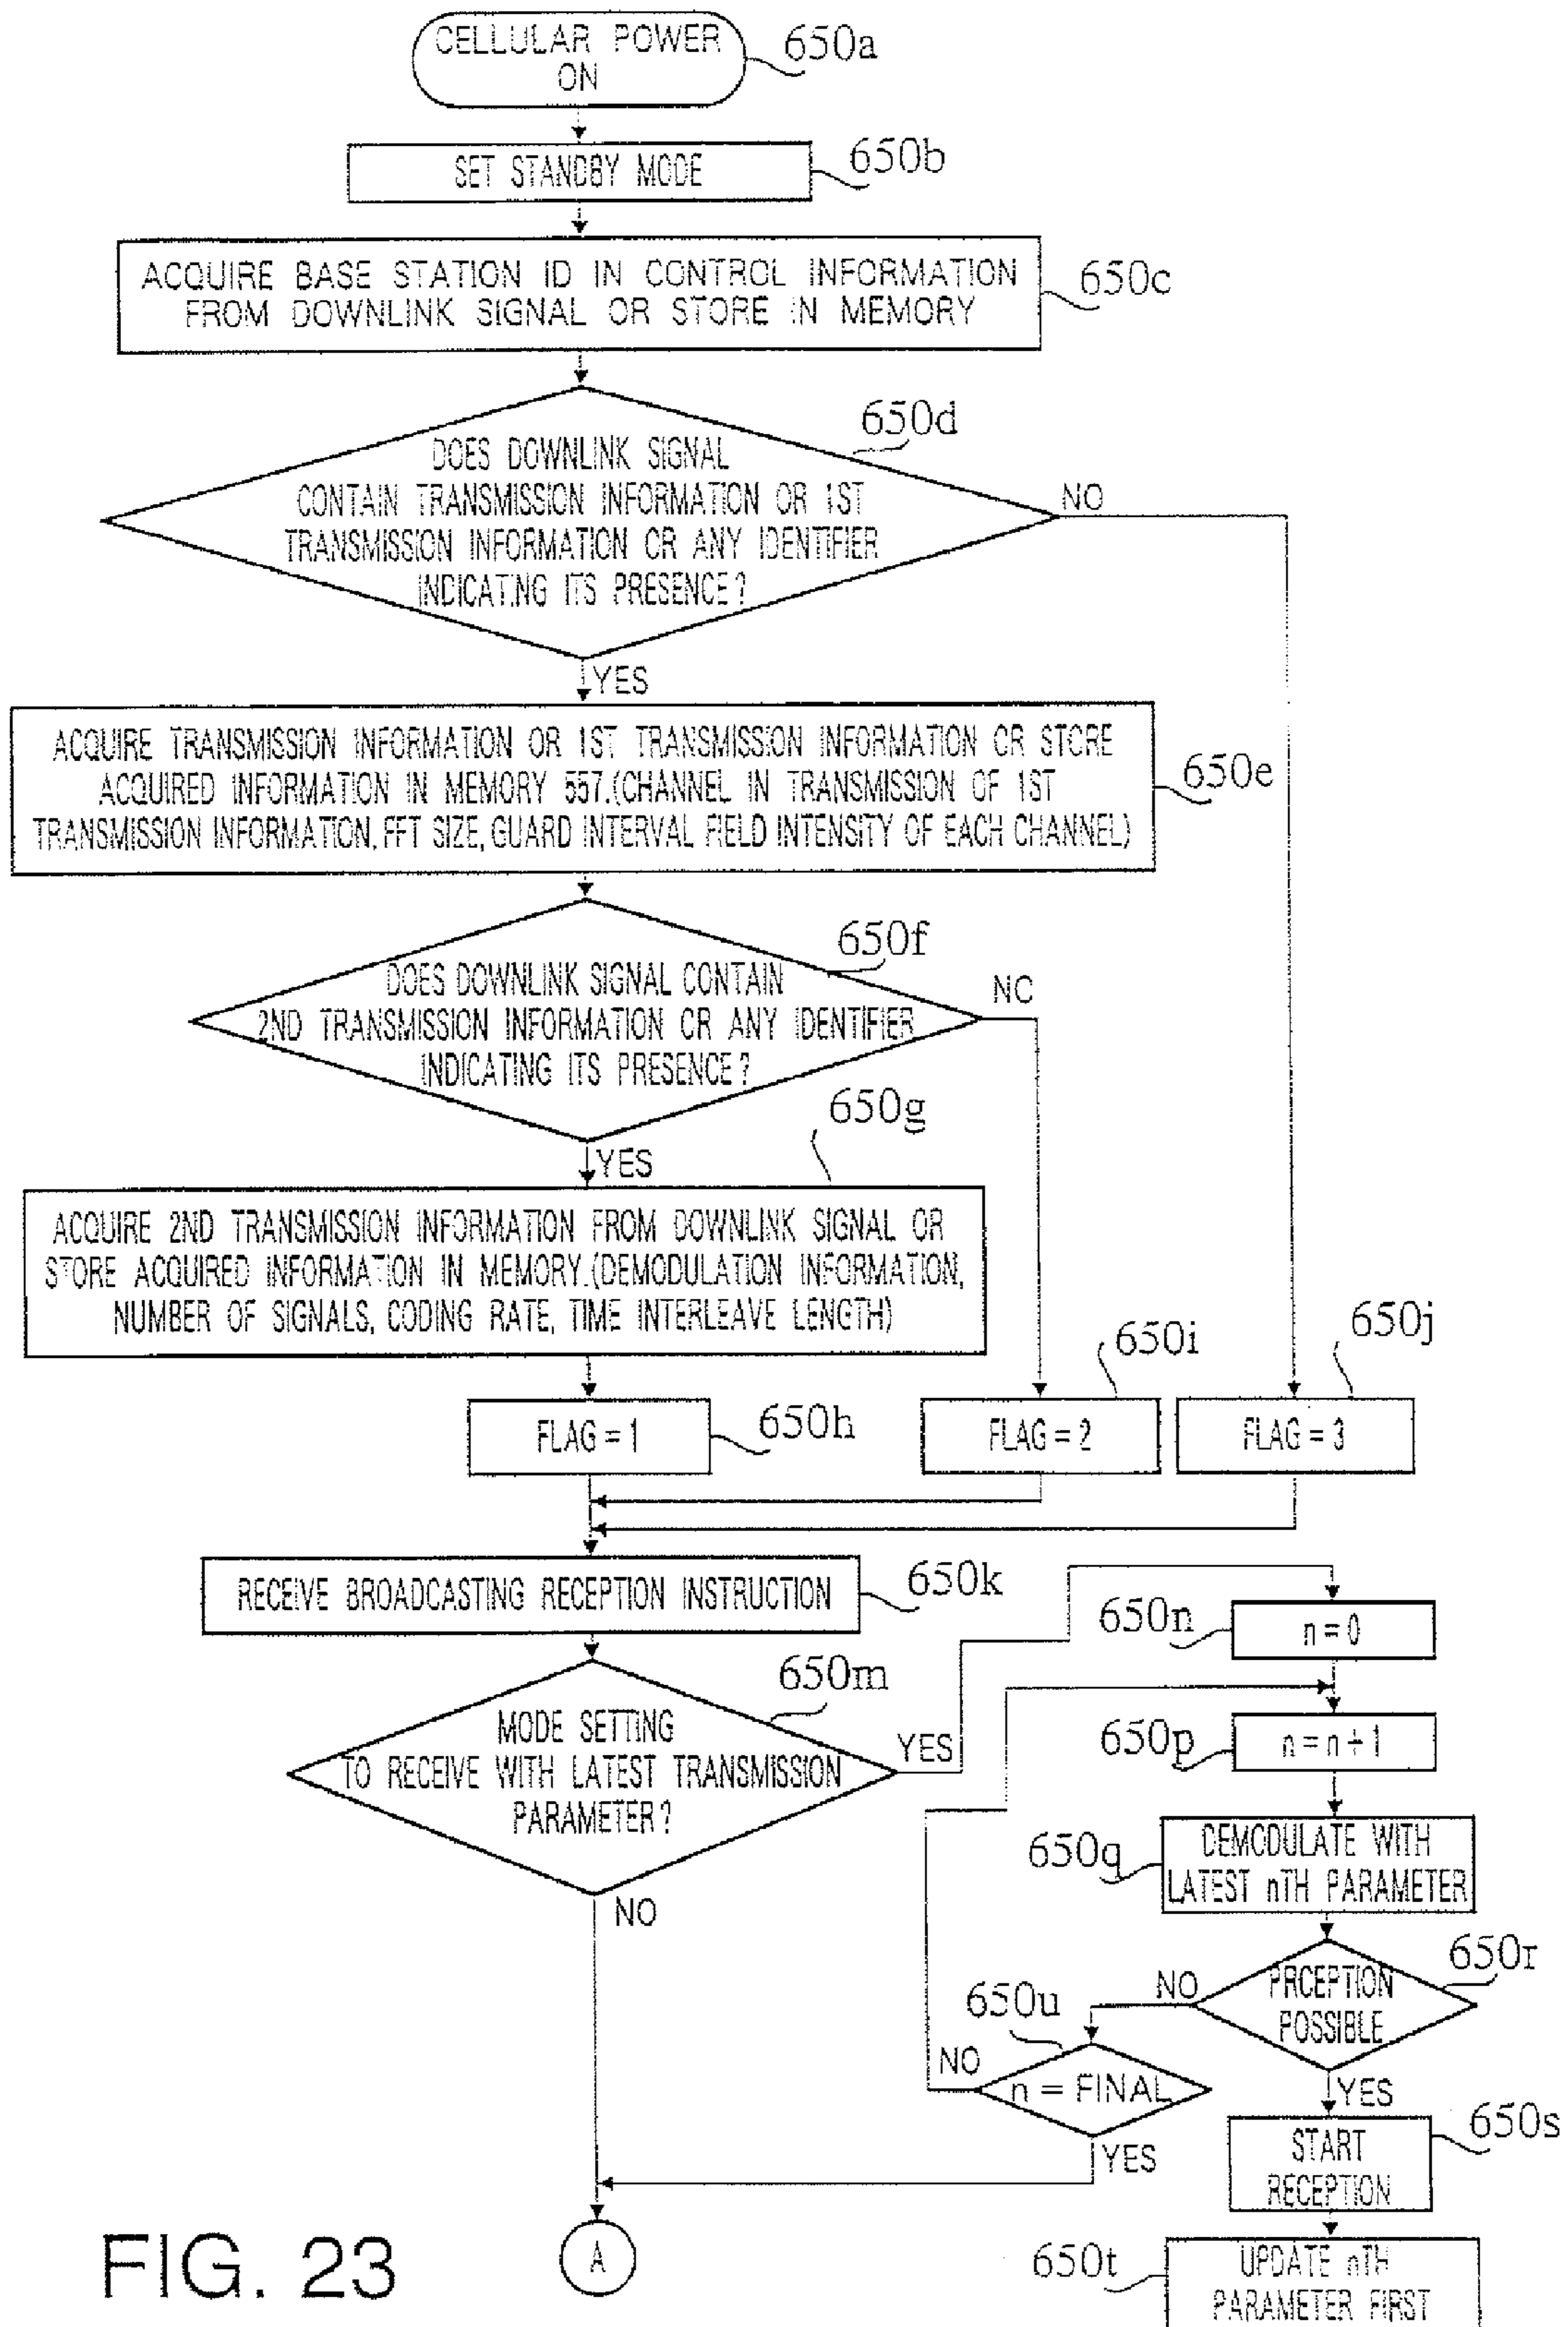 CELLULAR POWER
ON
650a
SET STANDBY MODE
650b
ACQUIRE BASE STATION ID IN CONTROL INFORMATION
FROM DOWNLINK SIGNAL OR STORE IN MEMORY
650c
650d
DOES DOWNLINK SIGNAL
CONTAIN TRANSMISSION INFORMATION OR 1ST
TRANSMISSION INFORMATION OR ANY IDENTIFIER
INDICATING ITS PRESENCE?
NO
YES
ACQUIRE TRANSMISSION INFORMATION OR 1ST TRANSMISSION INFORMATION OR STORE
ACQUIRED INFORMATION IN MEMORY 557.(CHANNEL IN TRANSMISSION OF 1ST
TRANSMISSION INFORMATION, FFT SIZE, GUARD INTERVAL FIELD INTENSITY OF EACH CHANNEL)
650e
650f
DOES DOWNLINK SIGNAL CONTAIN
2ND TRANSMISSION INFORMATION OR ANY IDENTIFIER
INDICATING ITS PRESENCE?
NO
650g
YES
ACQUIRE 2ND TRANSMISSION INFORMATION FROM DOWNLINK SIGNAL OR
STORE ACQUIRED INFORMATION IN MEMORY.(DEMODULATION INFORMATION,
NUMBER OF SIGNALS, CODING RATE, TIME INTERLEAVE LENGTH)
FLAG = 1
650h
650i
FLAG = 2
650j
FLAG = 3
RECEIVE BROADCASTING RECEPTION INSTRUCTION
650k
650m
MODE SETTING
TO RECEIVE WITH LATEST TRANSMISSION
PARAMETER?
YES
NO
650n
n = 0
650p
n = n + 1
650q
DEMODULATE WITH
LATEST nTH PARAMETER
650r
PRCEPTION
POSSIBLE
NO
YES
650u
n = FINAL
NO
YES
650s
START
RECEPTION
650t
UPDATE nTH
PARAMETER FIRST
A
FIG. 23